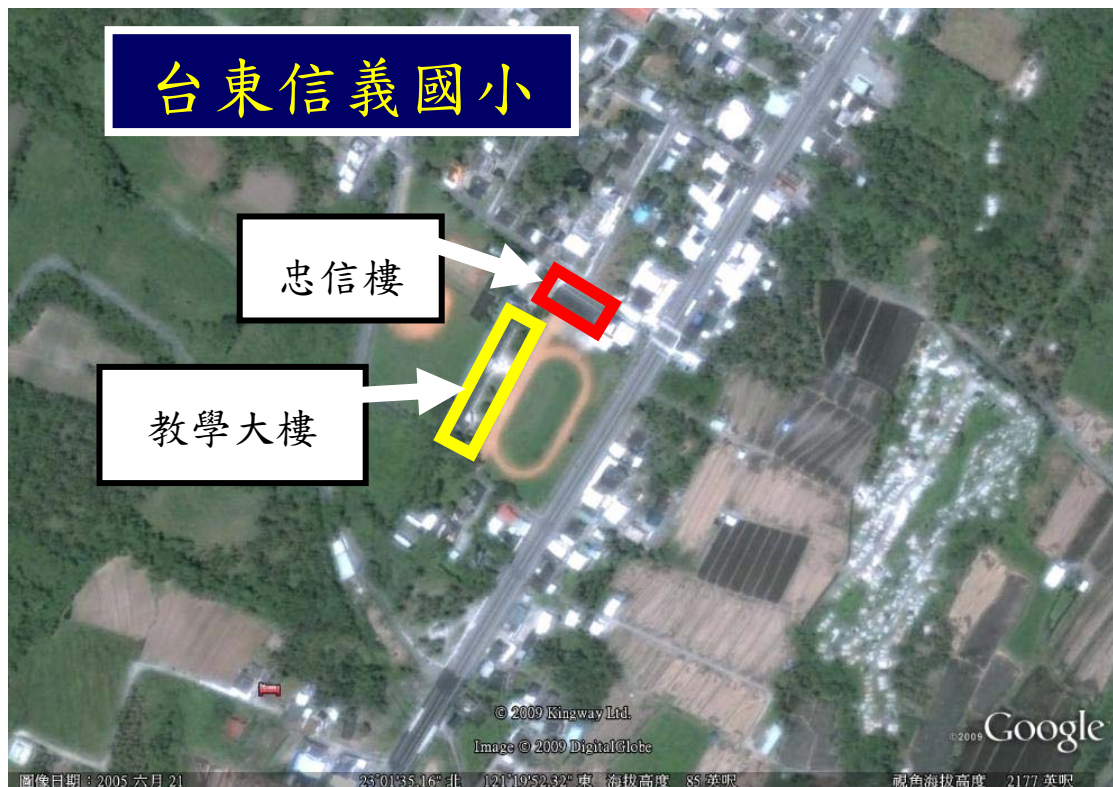 台東信義國小
忠信樓
教學大樓
© 2009 Kingway Ltd.
Image © 2009 DigitalGlobe
©2009 Google
圖像日期：2005 六月 21 23°01'35.16" 北 121°19'52.32" 東 海拔高度 85 英呎 視角海拔高度 2177 英呎